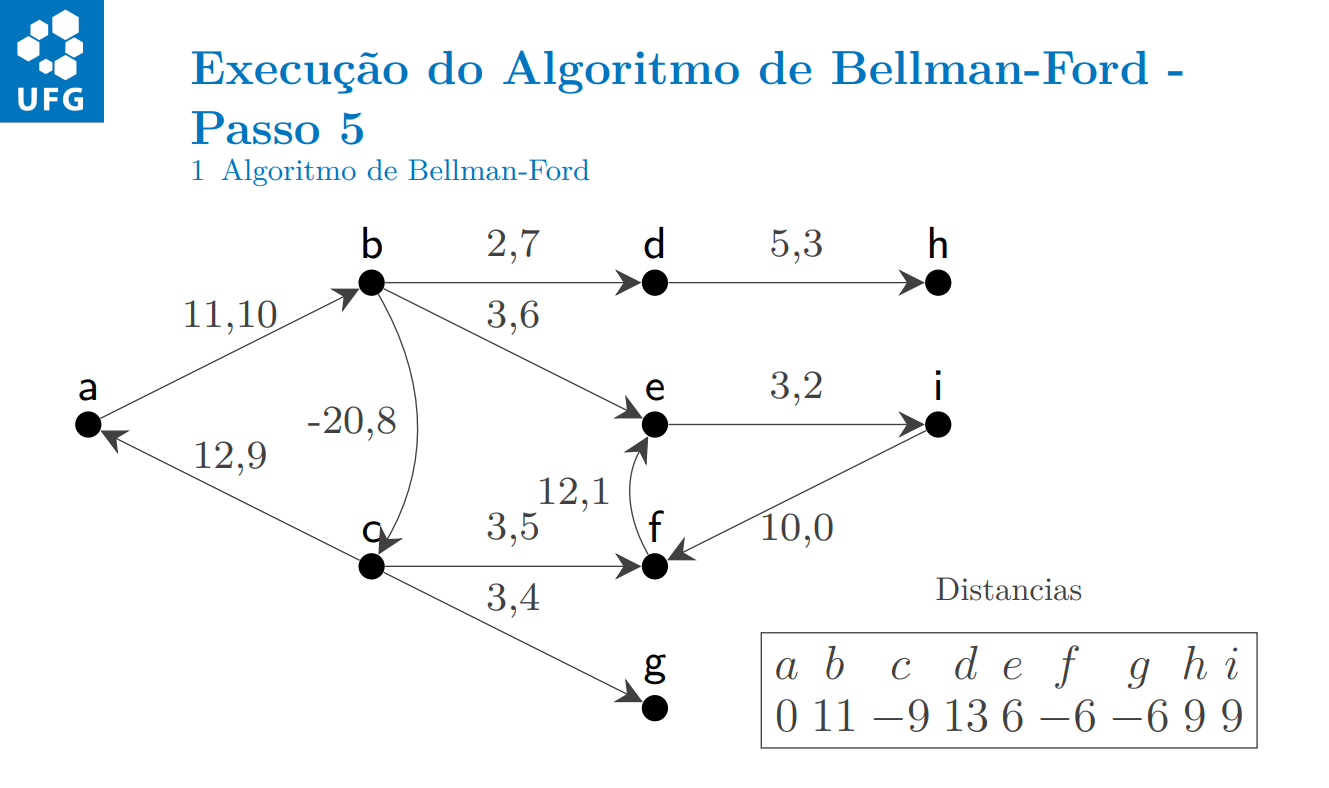 UFG
Execução do Algoritmo de Bellman-Ford -
Passo 5
1 Algoritmo de Bellman-Ford
b
2,7
d
5,3
h
11,10
3,6
a
e
3,2
i
-20,8
12,9
12,1
c
3,5
f
10,0
3,4
g
Distancias
a b c d e f g h i
0 11 −9 13 6 −6 −6 9 9